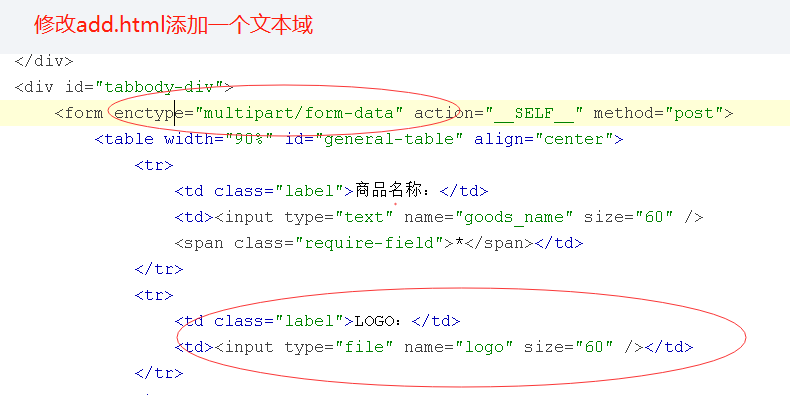 修改add.html添加一个文本域
</div>
<div id="tabbody-div">
<form enctype="multipart/form-data" action="__SELF__" method="post">
<table width="90%" id="general-table" align="center">
<tr>
<td class="label">商品名称：</td>
<td><input type="text" name="goods_name" size="60" />
<span class="require-field">*</span></td>
</tr>
<tr>
<td class="label">LOGO：</td>
<td><input type="file" name="logo" size="60" /></td>
</tr>